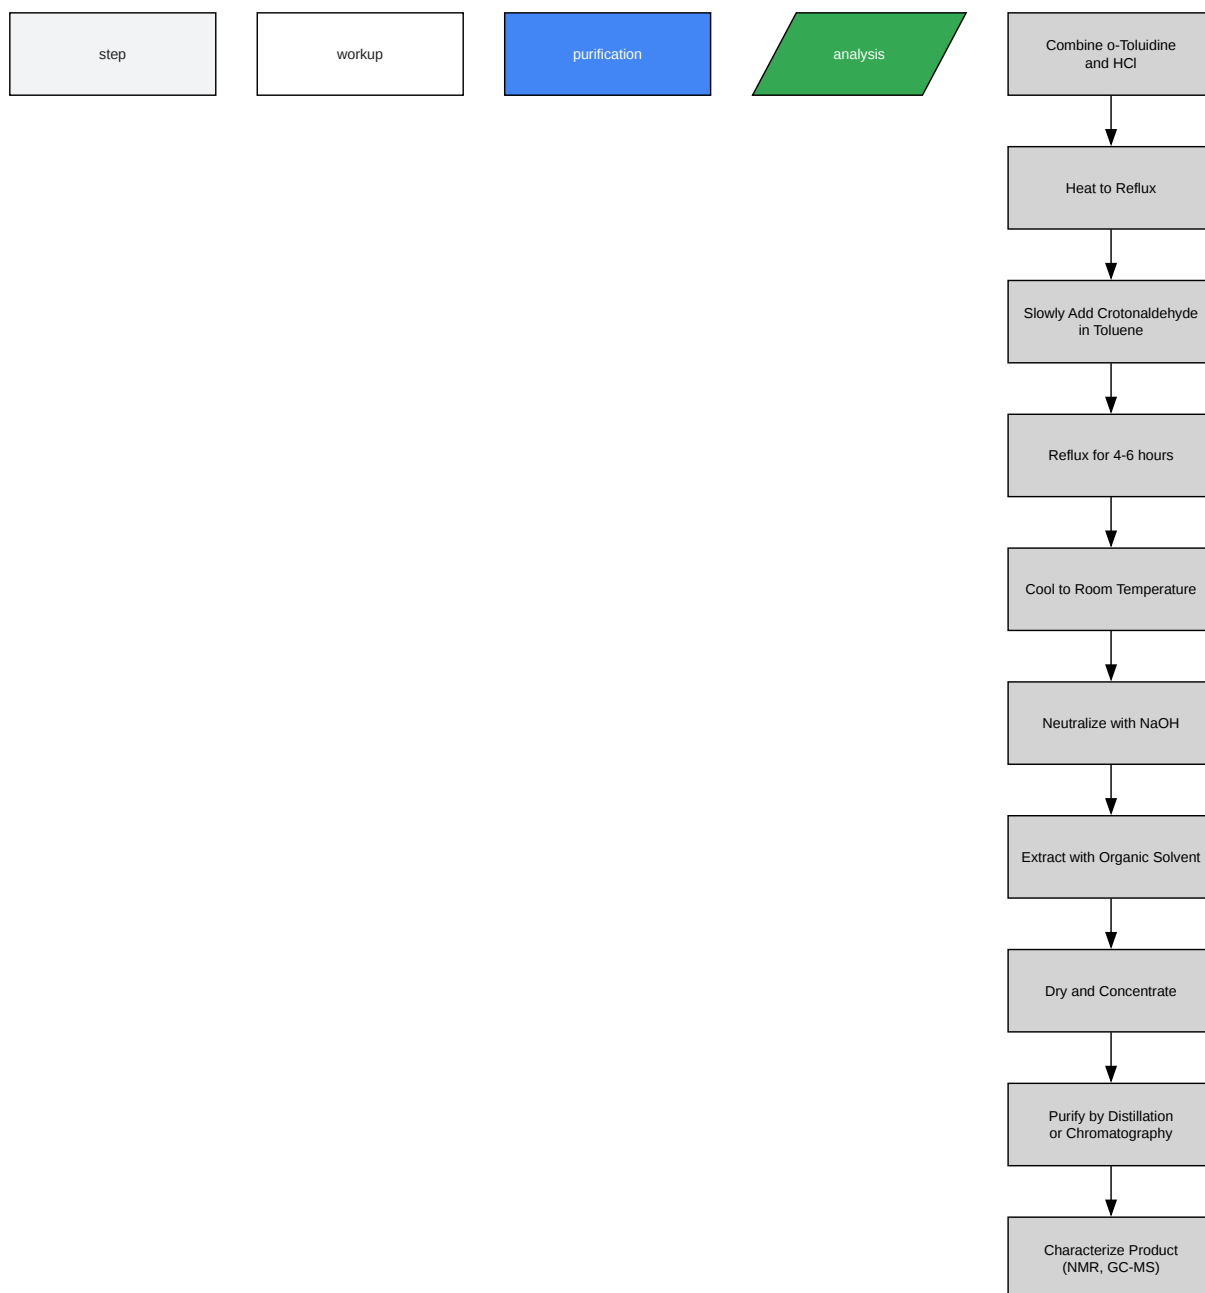 step
workup
purification
analysis
Combine o-Toluidine
and HCl
Heat to Reflux
Slowly Add Crotonaldehyde
in Toluene
Reflux for 4-6 hours
Cool to Room Temperature
Neutralize with NaOH
Extract with Organic Solvent
Dry and Concentrate
Purify by Distillation
or Chromatography
Characterize Product
(NMR, GC-MS)